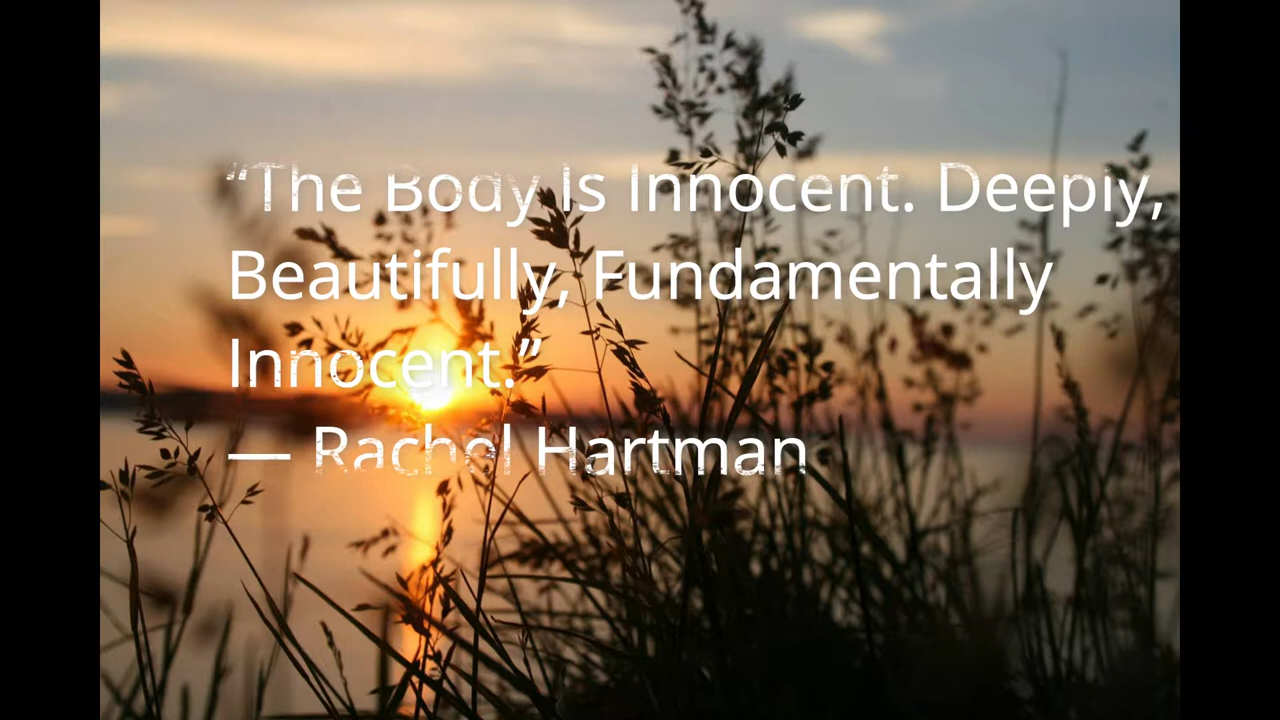 “The Body Is Innocent. Deeply,
Beautifully, Fundamentally
Innocent.”
— Rachel Hartman